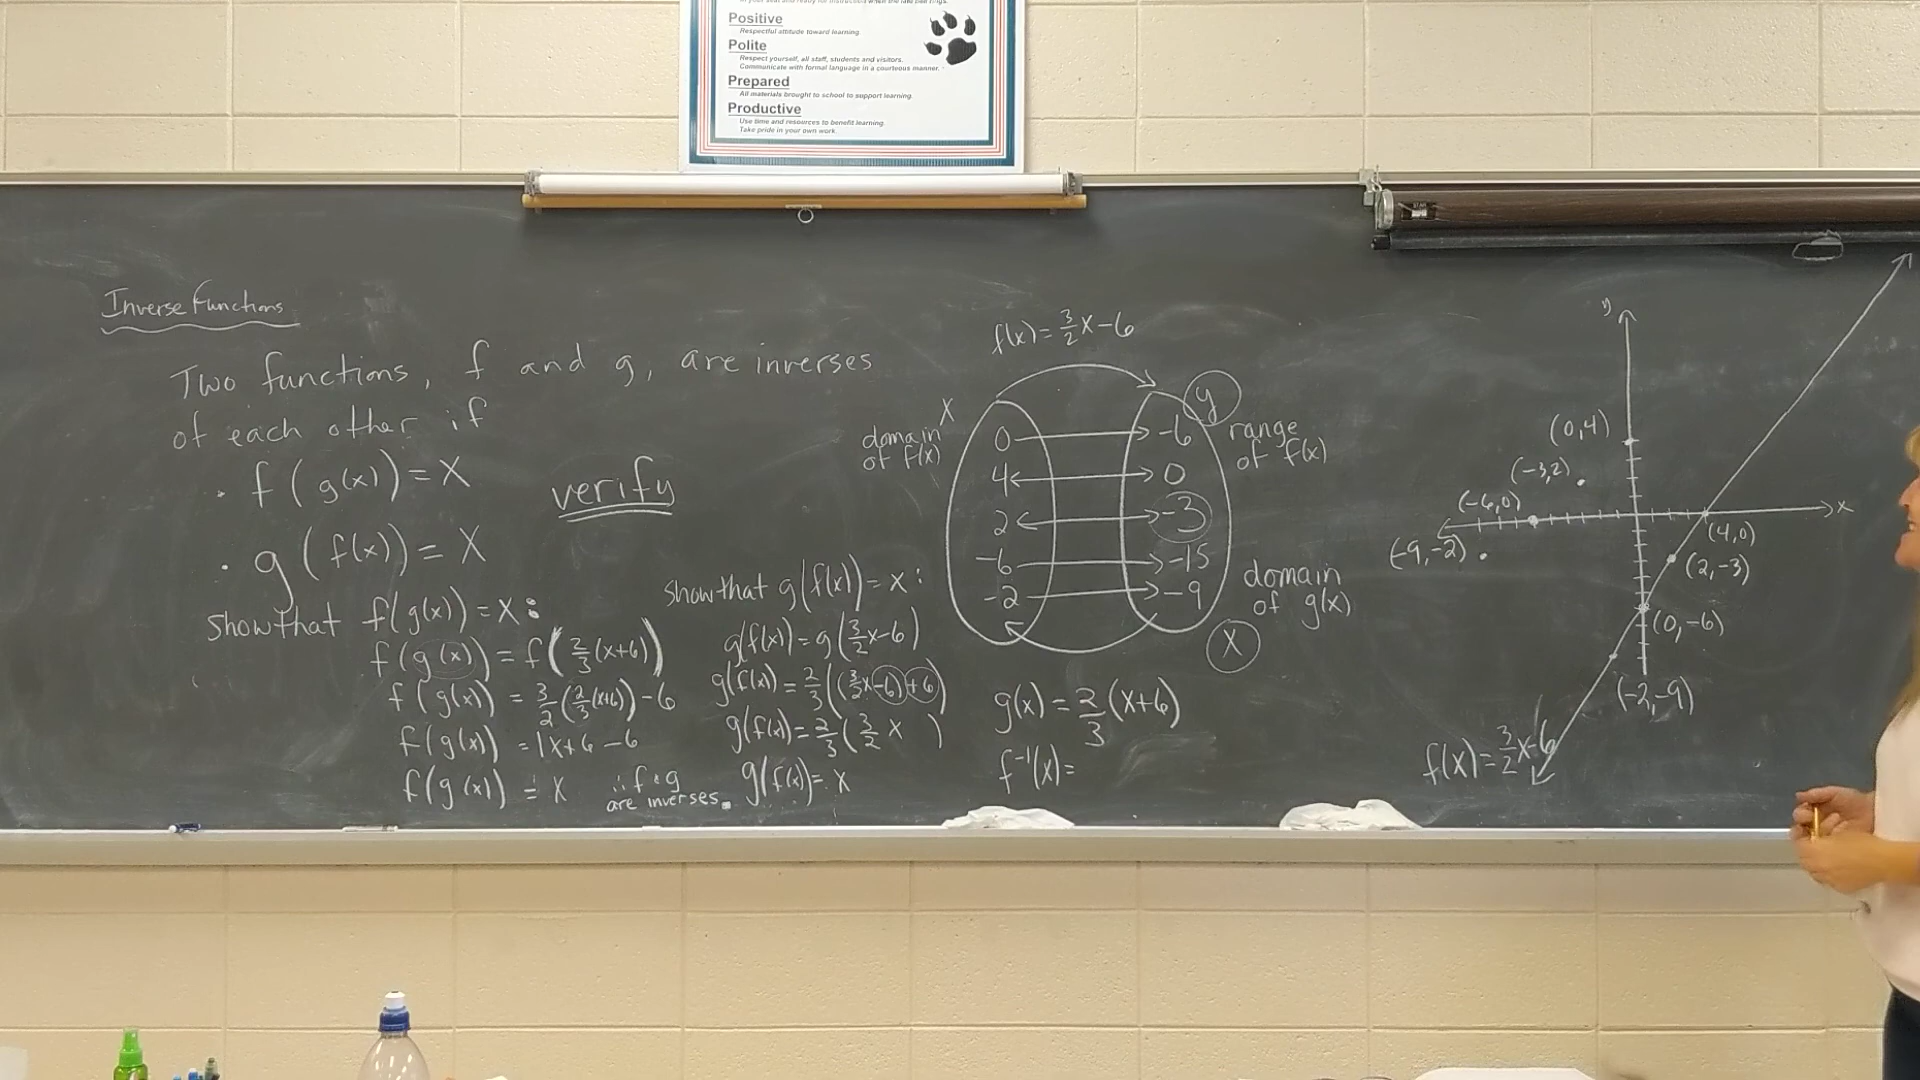 Positive
Respectful attitude toward learning.
Polite
Respect yourself, all staff, students and visitors.
Communicate with formal language in a courteous manner.
Prepared
All materials brought to school to support learning.
Productive
Use time and resources to benefit learning
Take pride in your own work.
Inverse Functions
Two functions, f and g, are inverses
of each other if
• f(g(x)) = X
• g(f(x)) = X
verify
Show that f(g(x)) = X:
f(g(x)) = f(2/3(x+6))
f(g(x)) = 3/2(2/3(x+6)) - 6
f(g(x)) = 1x+6-6
f(g(x)) = X
∴ f & g
are inverses.
Show that g(f(x)) = x:
g(f(x)) = g(3/2x-6)
g(f(x)) = 2/3((3/2x-6)+6)
g(f(x)) = 2/3(3/2 x )
g(f(x)) = x
f(x) = 3/2x-6
X
y
domain
of f(x)
range
of f(x)
0 -6
4 0
2 -3
-6 -15
-2 -9
domain
of g(x)
X
g(x) = 2/3(x+6)
f⁻¹(x) =
y
(0,4)
(-3,2)
(-6,0)
x
(4,0)
(-9,-2)
(2,-3)
(0,-6)
(-2,-9)
f(x) = 3/2x-6